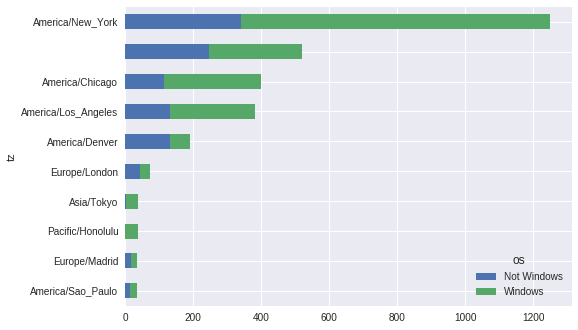 America/New_York
America/Chicago
America/Los_Angeles
America/Denver
Europe/London
Asia/Tokyo
Pacific/Honolulu
Europe/Madrid
America/Sao_Paulo
tz
os
Not Windows
Windows
0 200 400 600 800 1000 1200